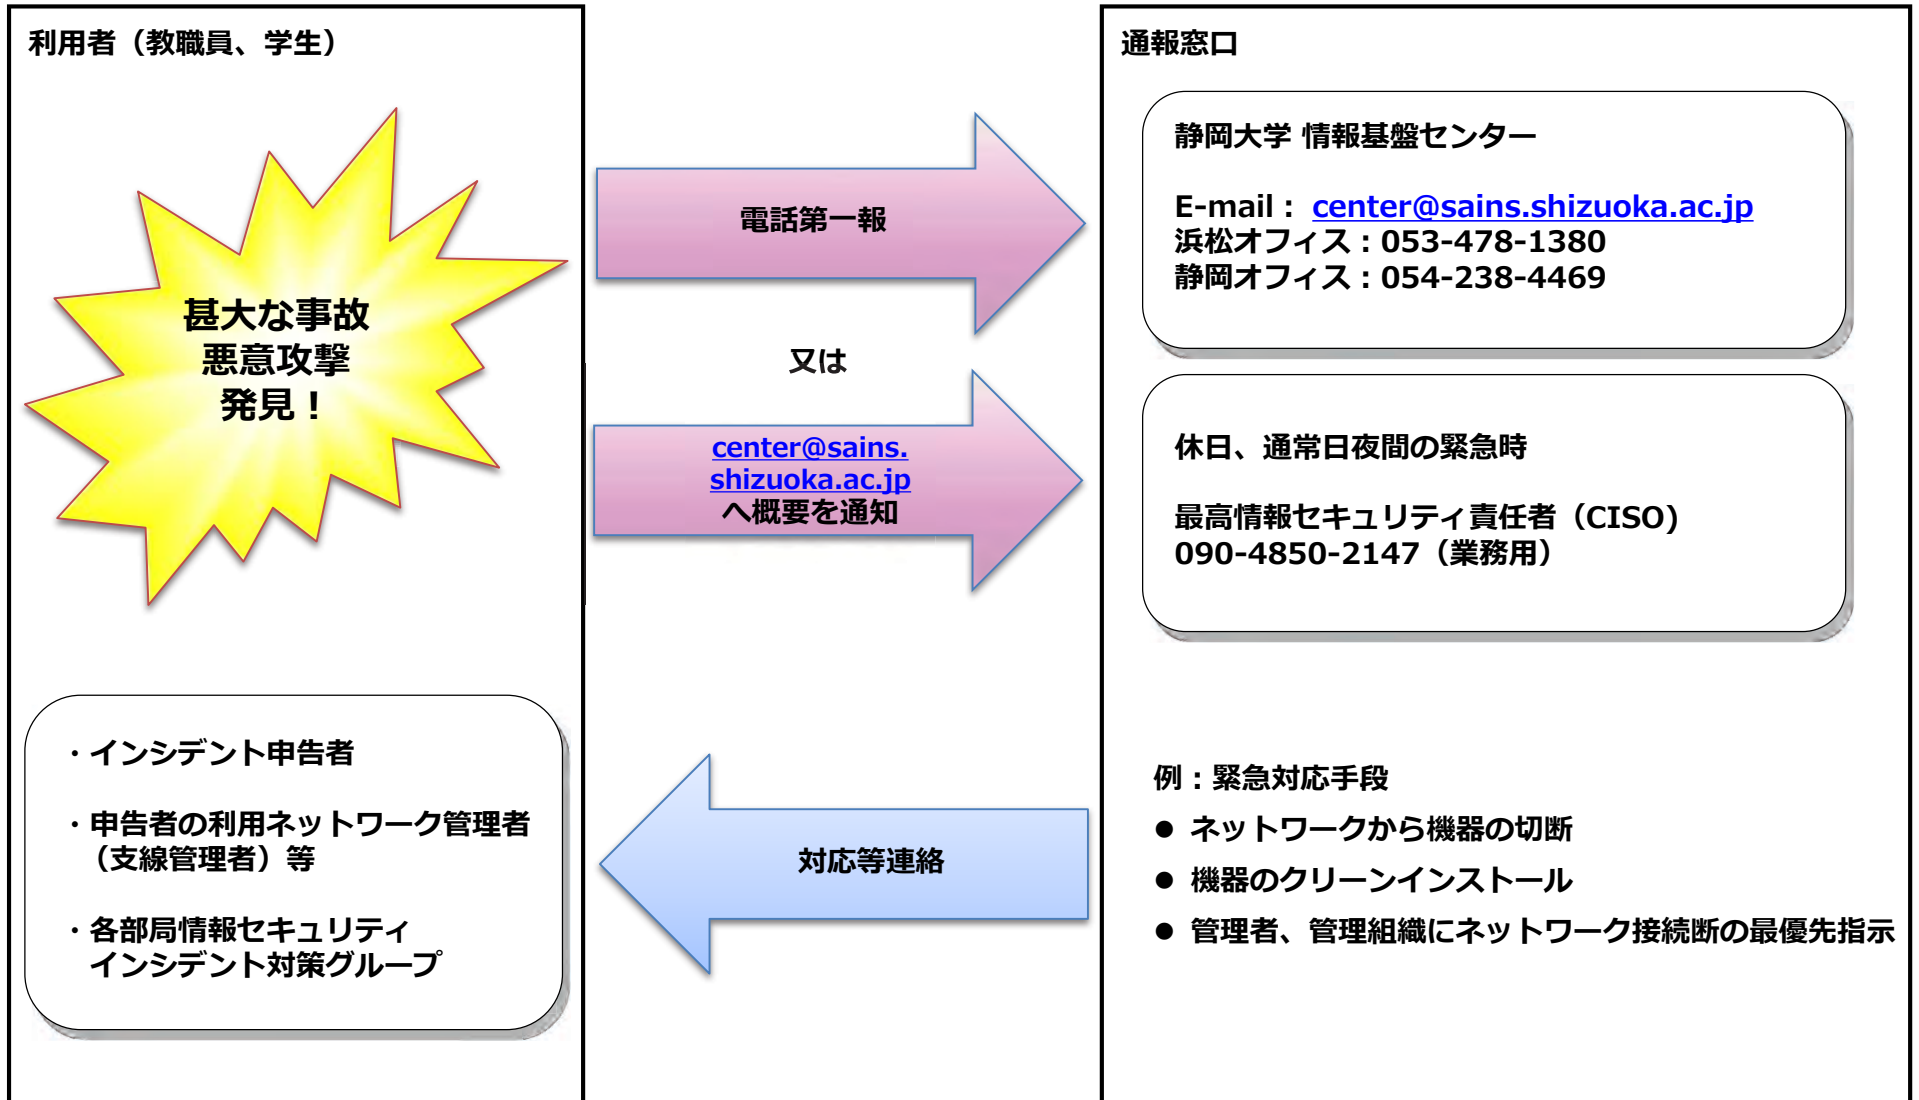 利用者（教職員、学生）
甚大な事故
悪意攻撃
発見！
・インシデント申告者
・申告者の利用ネットワーク管理者
（支線管理者）等
・各部局情報セキュリティ
インシデント対策グループ
電話第一報
又は
center@sains.
shizuoka.ac.jp
へ概要を通知
対応等連絡
通報窓口
静岡大学 情報基盤センター
E-mail： center@sains.shizuoka.ac.jp
浜松オフィス：053-478-1380
静岡オフィス：054-238-4469
休日、通常日夜間の緊急時
最高情報セキュリティ責任者（CISO)
090-4850-2147（業務用）
例：緊急対応手段
● ネットワークから機器の切断
● 機器のクリーンインストール
● 管理者、管理組織にネットワーク接続断の最優先指示